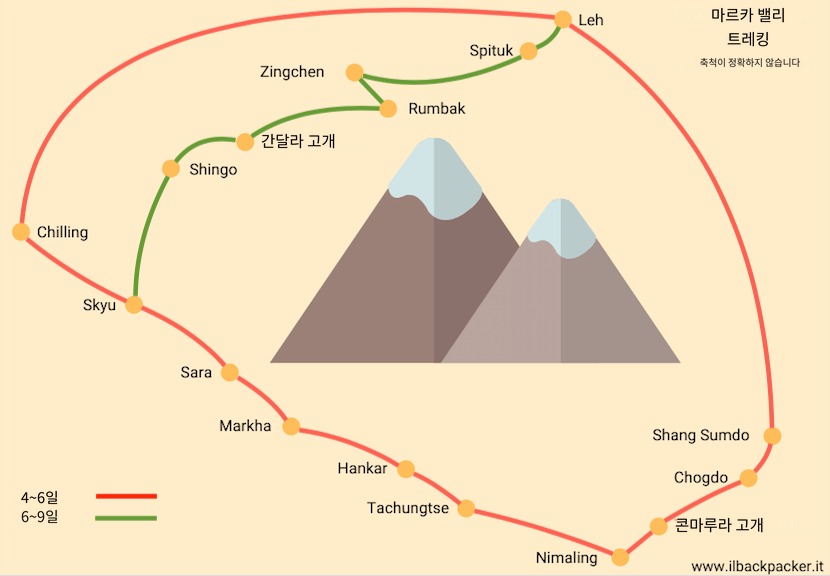 마르카 밸리
트레킹
축척이 정확하지 않습니다
Leh
Spituk
Zingchen
Rumbak
간달라 고개
Shingo
Chilling
Skyu
Sara
Markha
Hankar
Tachungtse
Nimaling
콘마루라 고개
Chogdo
Shang Sumdo
4~6일
6~9일
www.ilbackpacker.it